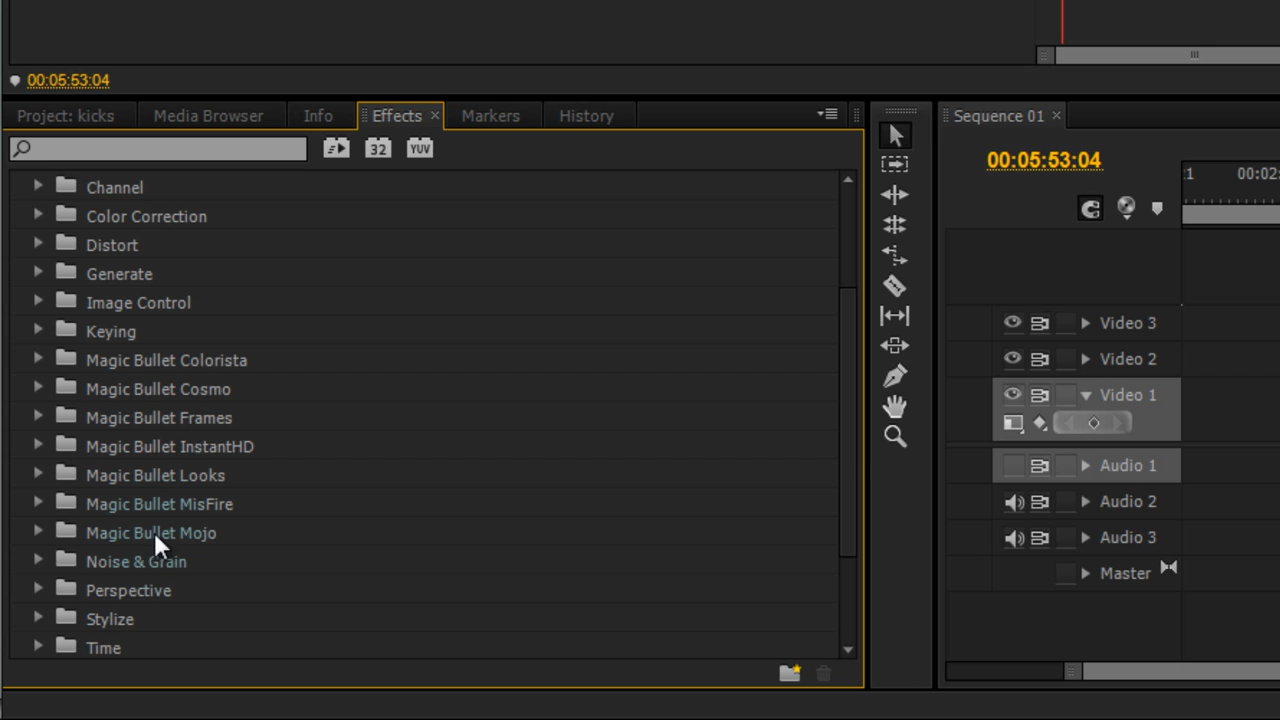 00:05:53:04
Project: kicks
Media Browser
Info
Effects
Markers
History
32
YUV
Channel
Color Correction
Distort
Generate
Image Control
Keying
Magic Bullet Colorista
Magic Bullet Cosmo
Magic Bullet Frames
Magic Bullet InstantHD
Magic Bullet Looks
Magic Bullet MisFire
Magic Bullet Mojo
Noise & Grain
Perspective
Stylize
Time
Sequence 01
00:05:53:04
:1
00:02:
Video 3
Video 2
Video 1
Audio 1
Audio 2
Audio 3
Master